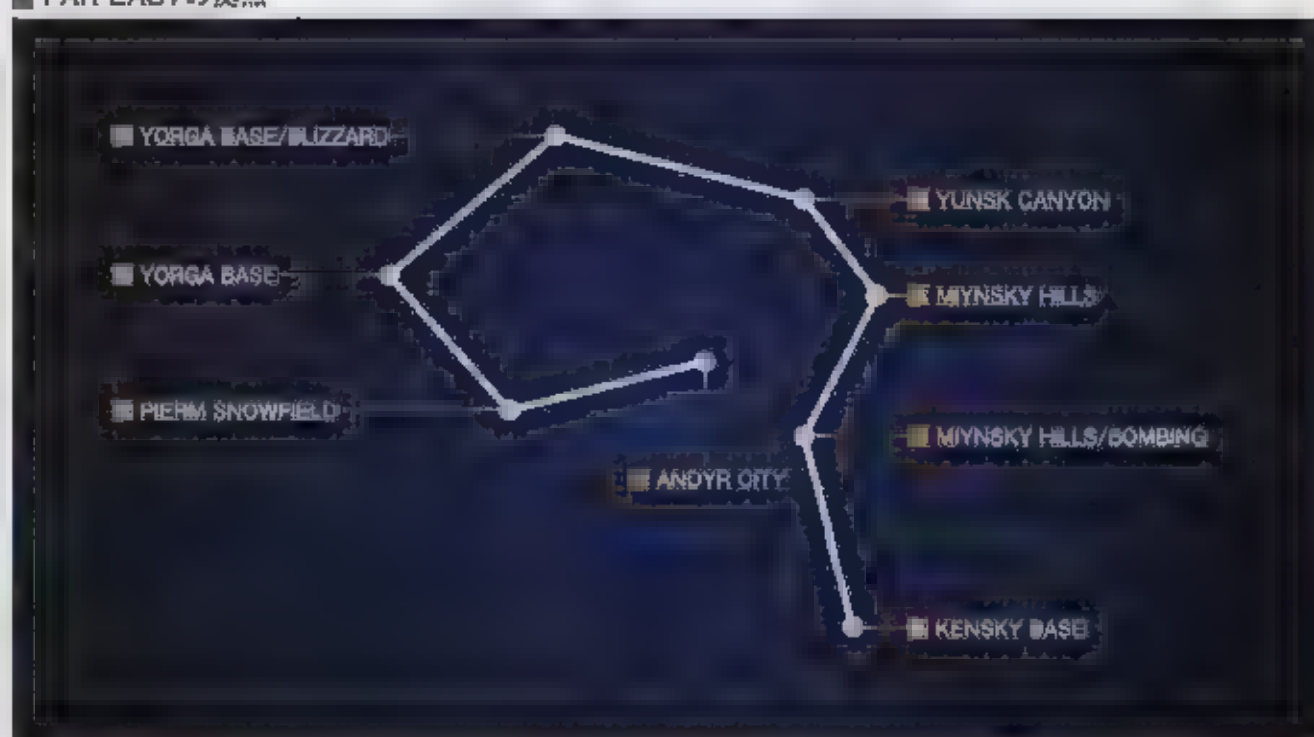 YORGA BASE/BLIZZARD
YUNSK CANYON
YORGA BASE
MIYNSKY HILLS
PIERM SNOWFIELD
MIYNSKY HILLS/BOMBING
ANDYR CITY
KENSKY BASE